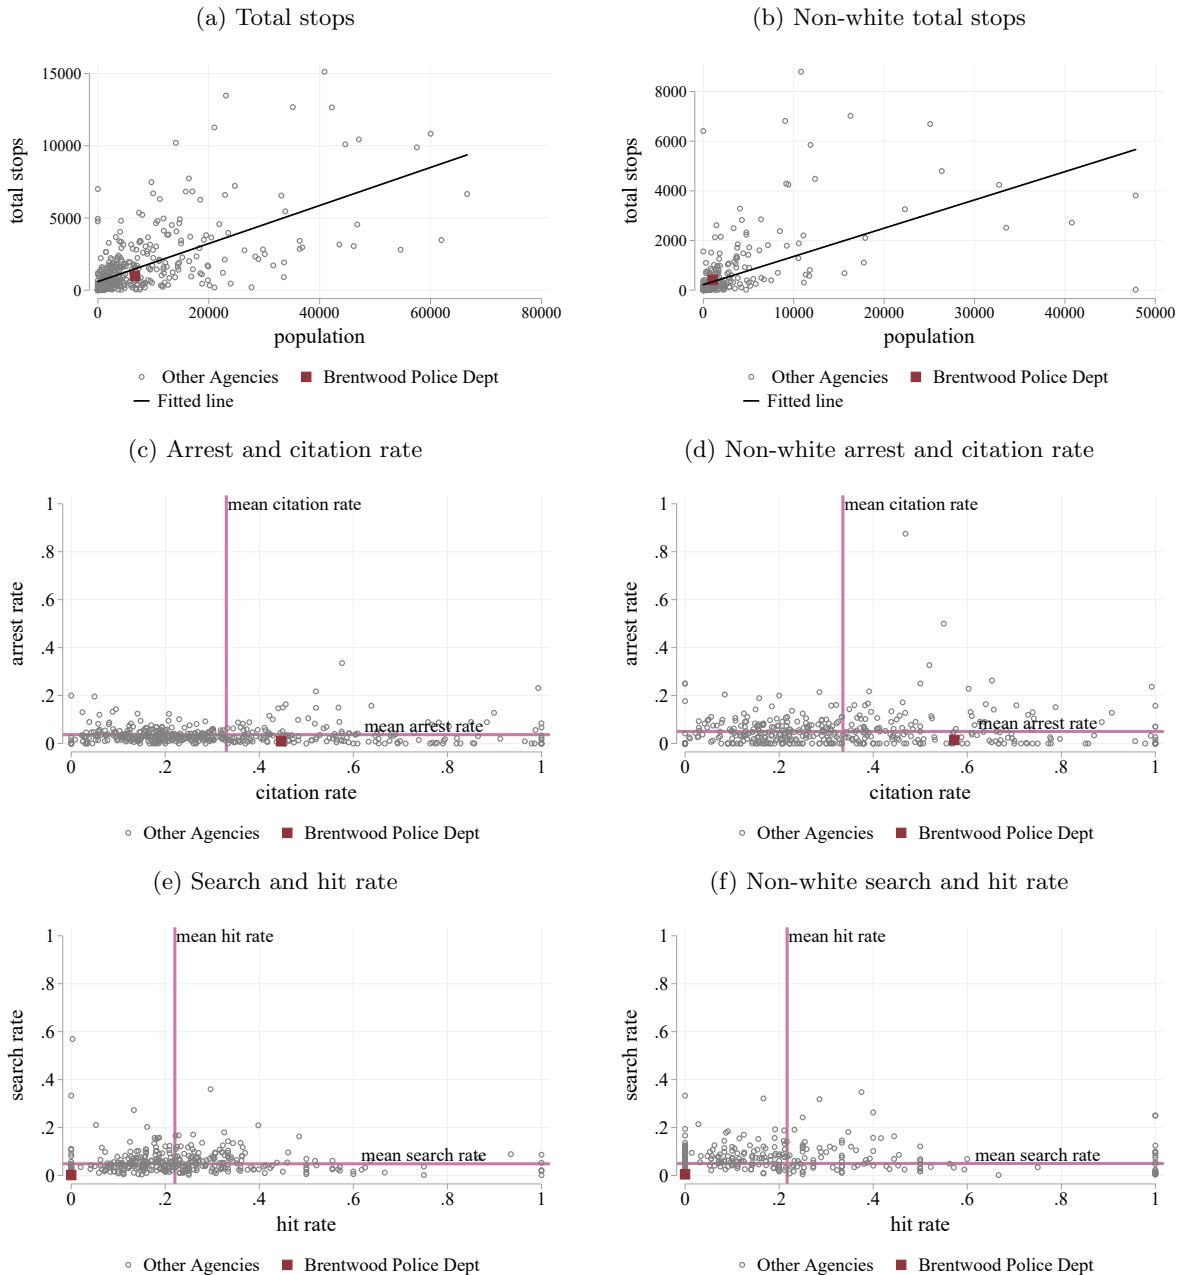 (a) Total stops
(b) Non-white total stops
15000
10000
5000
0
total stops
0 20000 40000 60000 80000
population
8000
6000
4000
2000
0
total stops
0 10000 20000 30000 40000 50000
population
Other Agencies Brentwood Police Dept
Fitted line
Other Agencies Brentwood Police Dept
Fitted line
(c) Arrest and citation rate
(d) Non-white arrest and citation rate
1
.8
.6
.4
.2
0
arrest rate
mean citation rate
mean arrest rate
0 .2 .4 .6 .8 1
citation rate
1
.8
.6
.4
.2
0
arrest rate
mean citation rate
mean arrest rate
0 .2 .4 .6 .8 1
citation rate
Other Agencies Brentwood Police Dept
Other Agencies Brentwood Police Dept
(e) Search and hit rate
(f) Non-white search and hit rate
1
.8
.6
.4
.2
0
search rate
mean hit rate
mean search rate
0 .2 .4 .6 .8 1
hit rate
1
.8
.6
.4
.2
0
search rate
mean hit rate
mean search rate
0 .2 .4 .6 .8 1
hit rate
Other Agencies Brentwood Police Dept
Other Agencies Brentwood Police Dept